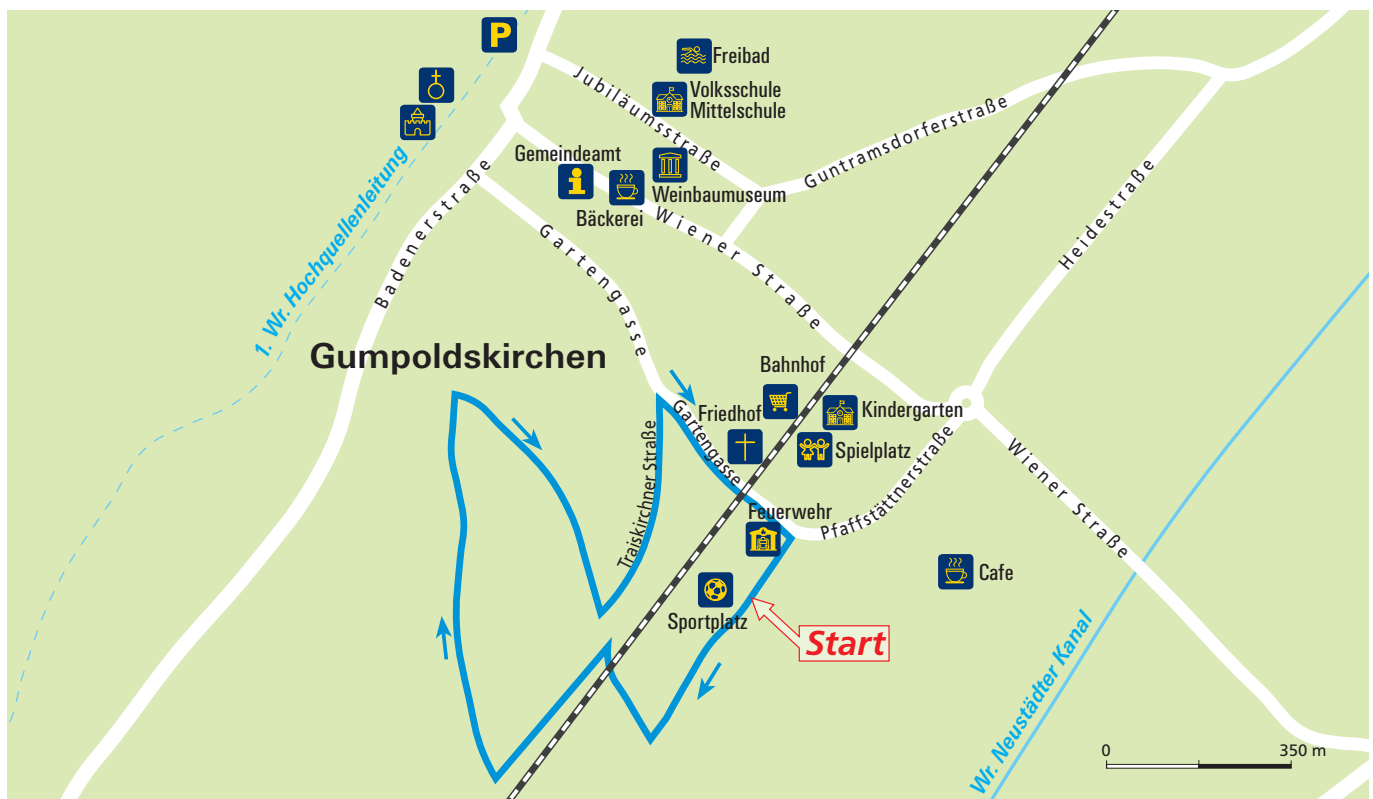 P
Freibad
Volksschule
Mittelschule
Jubiläumsstraße
Guntramsdorferstraße
Gemeindeamt
Weinbaumuseum
Bäckerei
1. Wr. Hochquellenleitung
Badenerstraße
Gartengasse
Wiener Straße
Heidestraße
Gumpoldskirchen
Bahnhof
Friedhof
Kindergarten
Gartengasse
Spielplatz
Traiskirchner Straße
Pfaffstättnerstraße
Wiener Straße
Feuerwehr
Cafe
Sportplatz
Start
Wr. Neustädter Kanal
0 350 m